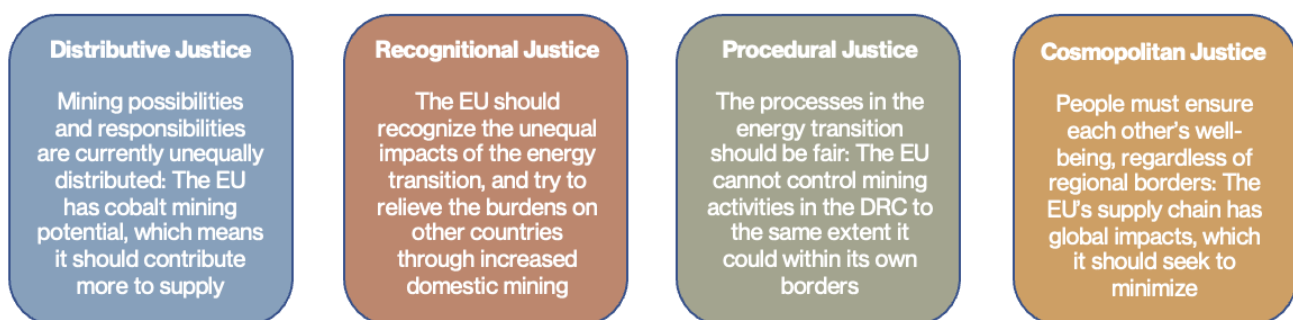 Distributive Justice
Mining possibilities
and responsibilities
are currently unequally
distributed: The EU
has cobalt mining
potential, which means
it should contribute
more to supply
Recognitional Justice
The EU should
recognize the unequal
impacts of the energy
transition, and try to
relieve the burdens on
other countries
through increased
domestic mining
Procedural Justice
The processes in the
energy transition
should be fair: The EU
cannot control mining
activities in the DRC to
the same extent it
could within its own
borders
Cosmopolitan Justice
People must ensure
each other's well-
being, regardless of
regional borders: The
EU's supply chain has
global impacts, which
it should seek to
minimize